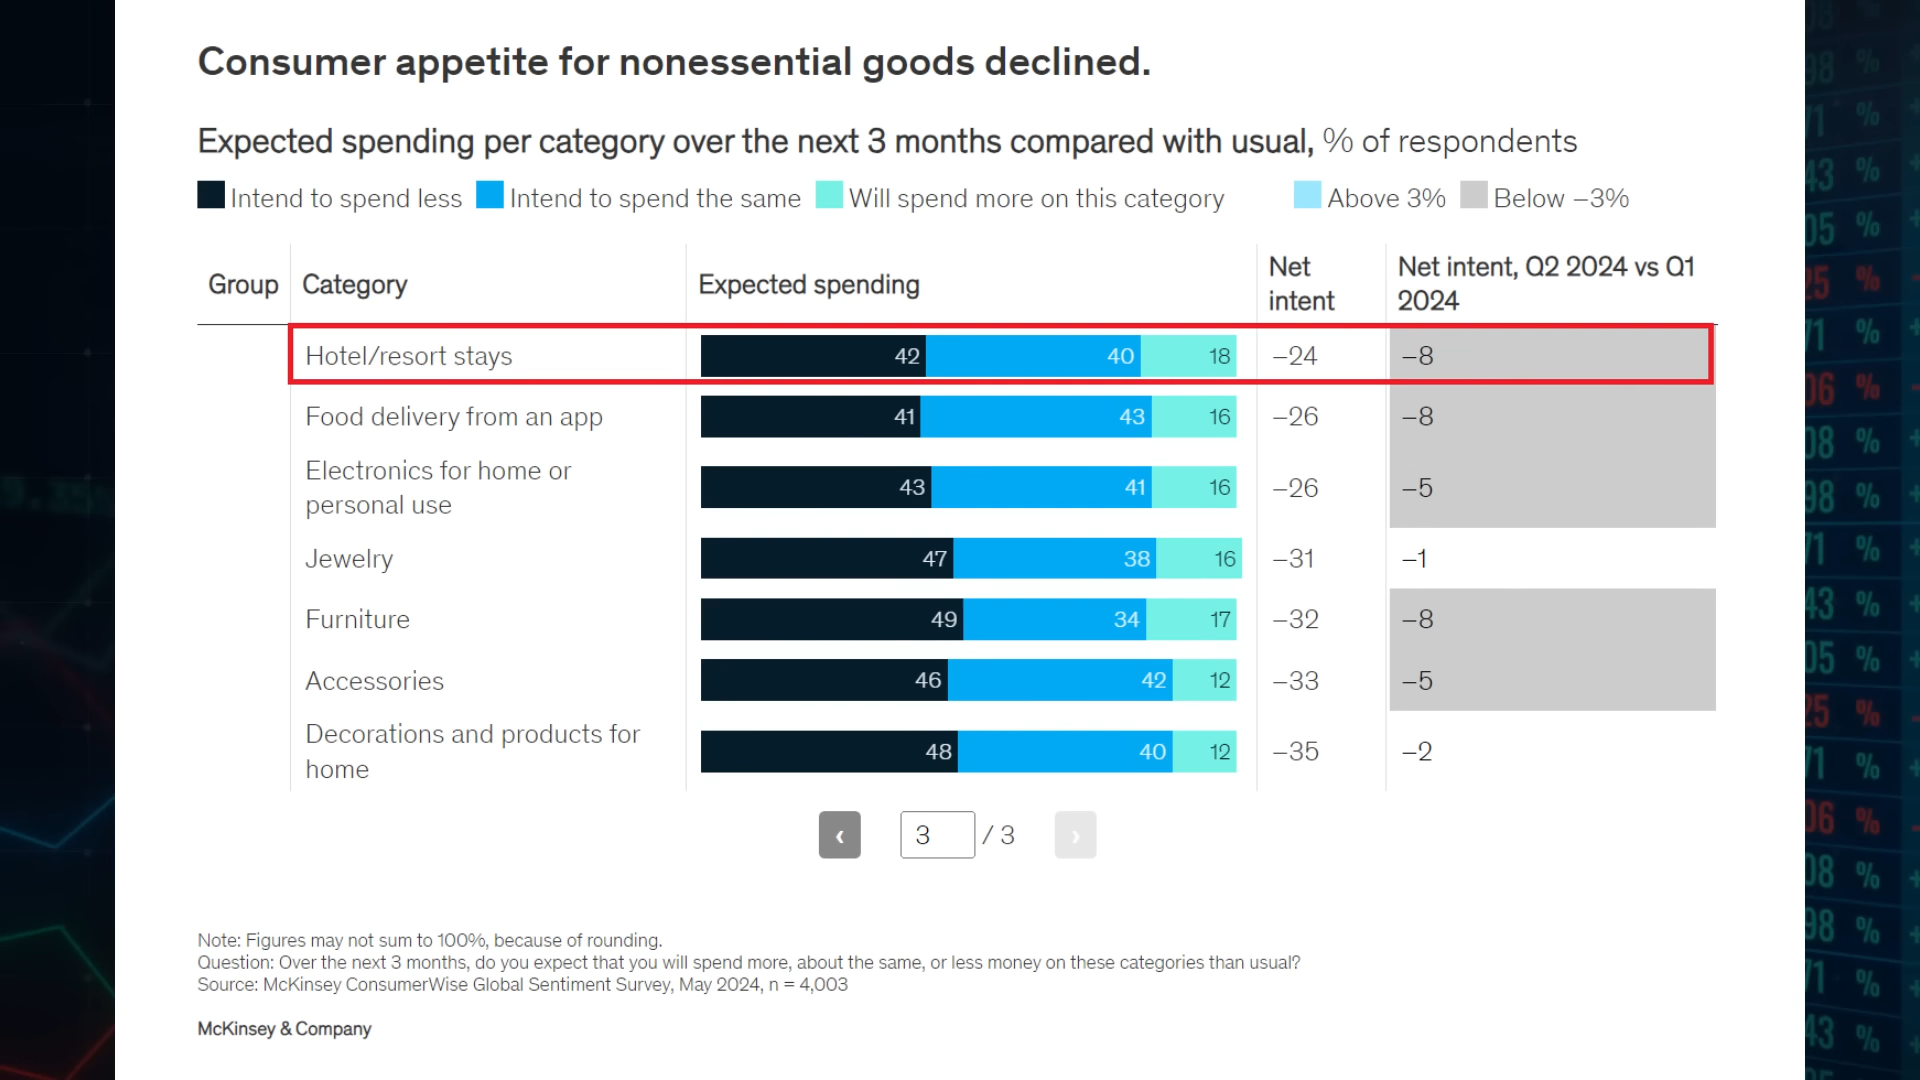 Consumer appetite for nonessential goods declined.
Expected spending per category over the next 3 months compared with usual, % of respondents
Intend to spend less Intend to spend the same Will spend more on this category Above 3% Below –3%
Group Category Expected spending Net intent Net intent, Q2 2024 vs Q1 2024
Hotel/resort stays 42 40 18 –24 –8
Food delivery from an app 41 43 16 –26 –8
Electronics for home or
personal use 43 41 16 –26 –5
Jewelry 47 38 16 –31 –1
Furniture 49 34 17 –32 –8
Accessories 46 42 12 –33 –5
Decorations and products for
home 48 40 12 –35 –2
‹ 3 / 3 ›
Note: Figures may not sum to 100%, because of rounding.
Question: Over the next 3 months, do you expect that you will spend more, about the same, or less money on these categories than usual?
Source: McKinsey ConsumerWise Global Sentiment Survey, May 2024, n = 4,003
McKinsey & Company